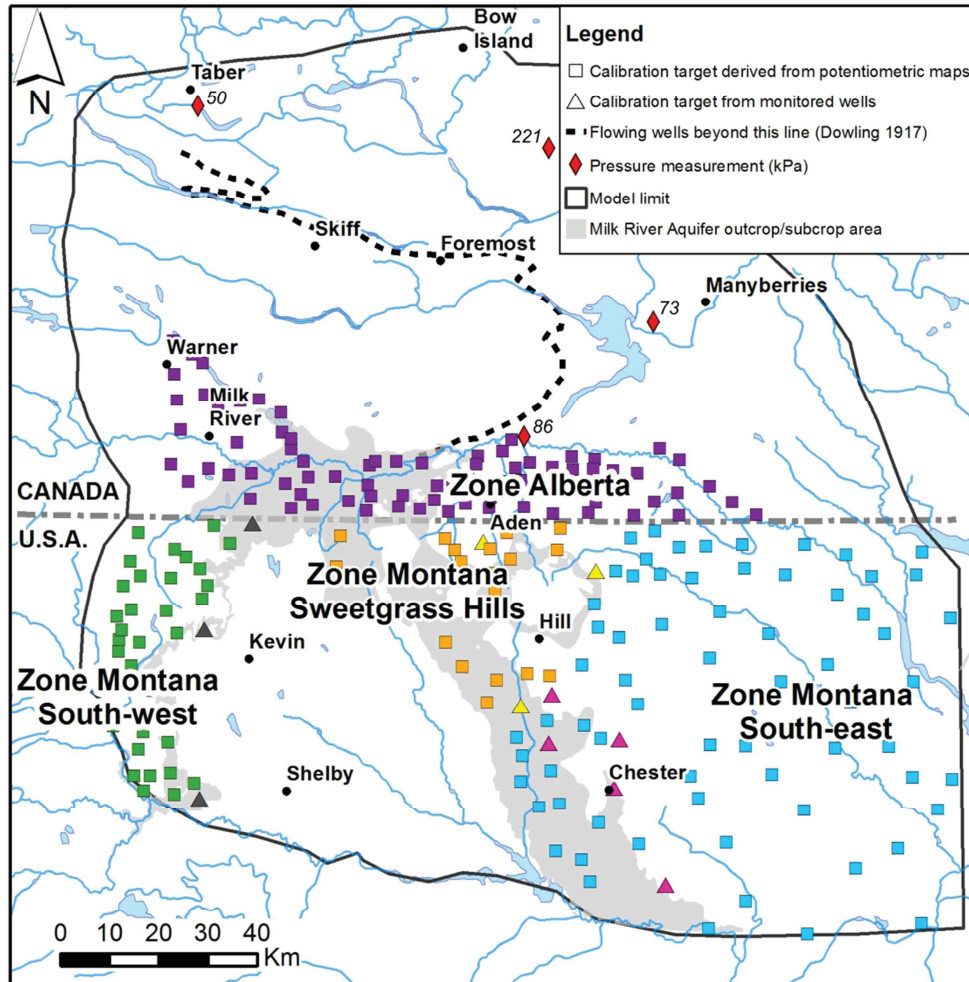 Bow
Island
Taber
50
N
221
Legend
Calibration target derived from potentiometric maps
Calibration target from monitored wells
Flowing wells beyond this line (Dowling 1917)
Pressure measurement (kPa)
Model limit
Milk River Aquifer outcrop/subcrop area
Skiff
Foremost
Manyberries
73
Warner
Milk
River
86
Zone Alberta
CANADA
U.S.A.
Aden
Zone Montana
Sweetgrass Hills
Hill
Kevin
Zone Montana
South-west
Zone Montana
South-east
Shelby
Chester
0 10 20 30 40
Km